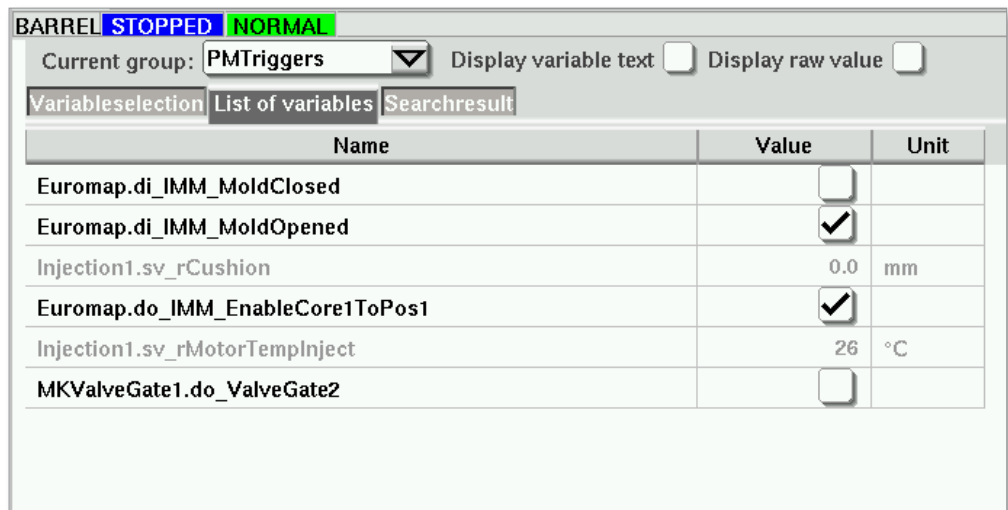 BARREL STOPPED NORMAL
Current group: PMTriggers Display variable text Display raw value
Variableselection List of variables Searchresult
Name Value Unit
Euromap.di_IMM_MoldClosed
Euromap.di_IMM_MoldOpened
Injection1.sv_rCushion 0.0 mm
Euromap.do_IMM_EnableCore1ToPos1
Injection1.sv_rMotorTempInject 26 °C
MKValveGate1.do_ValveGate2